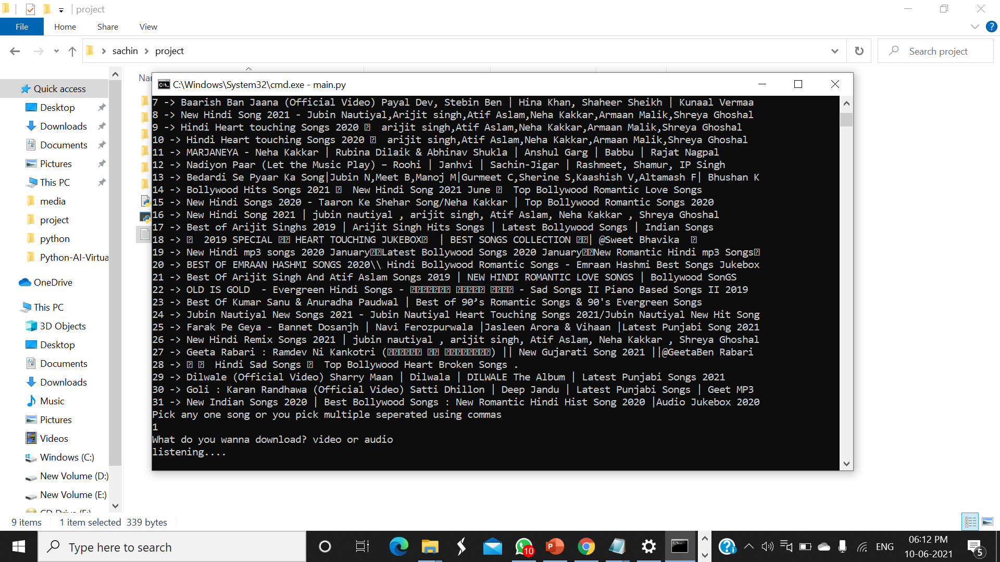 project
File Home Share View
sachin project
Search project
Nar
Quick access
Desktop
Downloads
Documents
Pictures
This PC
media
project
python
Python-AI-Virtua
OneDrive
This PC
3D Objects
Desktop
Documents
Downloads
Music
Pictures
Videos
Windows (C:)
New Volume (D:)
New Volume (E:)
C:\Windows\System32\cmd.exe - main.py
7 -> Baarish Ban Jaana (Official Video) Payal Dev, Stebin Ben | Hina Khan, Shaheer Sheikh | Kunaal Vermaa
8 -> New Hindi Song 2021 - Jubin Nautiyal,Arijit singh,Atif Aslam,Neha Kakkar,Armaan Malik,Shreya Ghoshal
9 -> Hindi Heart touching Songs 2020 arijit singh,Atif Aslam,Neha Kakkar,Armaan Malik,Shreya Ghoshal
10 -> Hindi Heart touching Songs 2020 arijit singh,Atif Aslam,Neha Kakkar,Armaan Malik,Shreya Ghoshal
11 -> MARJANEYA - Neha Kakkar | Rubina Dilaik & Abhinav Shukla | Anshul Garg | Babbu | Rajat Nagpal
12 -> Nadiyon Paar (Let the Music Play) – Roohi | Janhvi | Sachin-Jigar | Rashmeet, Shamur, IP Singh
13 -> Bedardi Se Pyaar Ka Song|Jubin N,Meet B,Manoj M|Gurmeet C,Sherine S,Kaashish V,Altamash F| Bhushan K
14 -> Bollywood Hits Songs 2021 New Hindi Song 2021 June Top Bollywood Romantic Love Songs
15 -> New Hindi Songs 2020 - Taaron Ke Shehar Song/Neha Kakkar | Top Bollywood Romantic Songs 2020
16 -> New Hindi Song 2021 | jubin nautiyal , arijit singh, Atif Aslam, Neha Kakkar , Shreya Ghoshal
17 -> Best of Arijit Singhs 2019 | Arijit Singh Hits Songs | Latest Bollywood Songs | Indian Songs
18 -> 2019 SPECIAL HEART TOUCHING JUKEBOX | BEST SONGS COLLECTION | @Sweet Bhavika
19 -> New Hindi mp3 songs 2020 January Latest Bollywood Songs 2020 January New Romantic Hindi mp3 Songs
20 -> BEST OF EMRAAN HASHMI SONGS 2020\\ Hindi Bollywood Romantic Songs - Emraan Hashmi Best Songs Jukebox
21 -> Best Of Arijit Singh And Atif Aslam Songs 2019 | NEW HINDI ROMANTIC LOVE SONGS | Bollywood SonGS
22 -> OLD IS GOLD - Evergreen Hindi Songs - - Sad Songs II Piano Based Songs II 2019
23 -> Best Of Kumar Sanu & Anuradha Paudwal | Best of 90’s Romantic Songs & 90's Evergreen Songs
24 -> Jubin Nautiyal New Songs 2021 - Jubin Nautiyal Heart Touching Songs 2021/Jubin Nautiyal New Hit Song
25 -> Farak Pe Geya - Bannet Dosanjh | Navi Ferozpurwala |Jasleen Arora & Vihaan |Latest Punjabi Song 2021
26 -> New Hindi Remix Songs 2021 | jubin nautiyal , arijit singh, Atif Aslam, Neha Kakkar , Shreya Ghoshal
27 -> Geeta Rabari : Ramdev Ni Kankotri ( ) || New Gujarati Song 2021 ||@GeetaBen Rabari
28 -> Hindi Sad Songs Top Bollywood Heart Broken Songs .
29 -> Dilwale (Official Video) Sharry Maan | Dilwala | DILWALE The Album | Latest Punjabi Songs 2021
30 -> Goli : Karan Randhawa (Official Video) Satti Dhillon | Deep Jandu | Latest Punjabi Songs | Geet MP3
31 -> New Indian Songs 2020 | Best Bollywood Songs : New Romantic Hindi Hist Song 2020 |Audio Jukebox 2020
Pick any one song or you pick multiple seperated using commas
1
What do you wanna download? video or audio
listening....
9 items 1 item selected 339 bytes
Type here to search
10
ENG
06:12 PM
10-06-2021
5